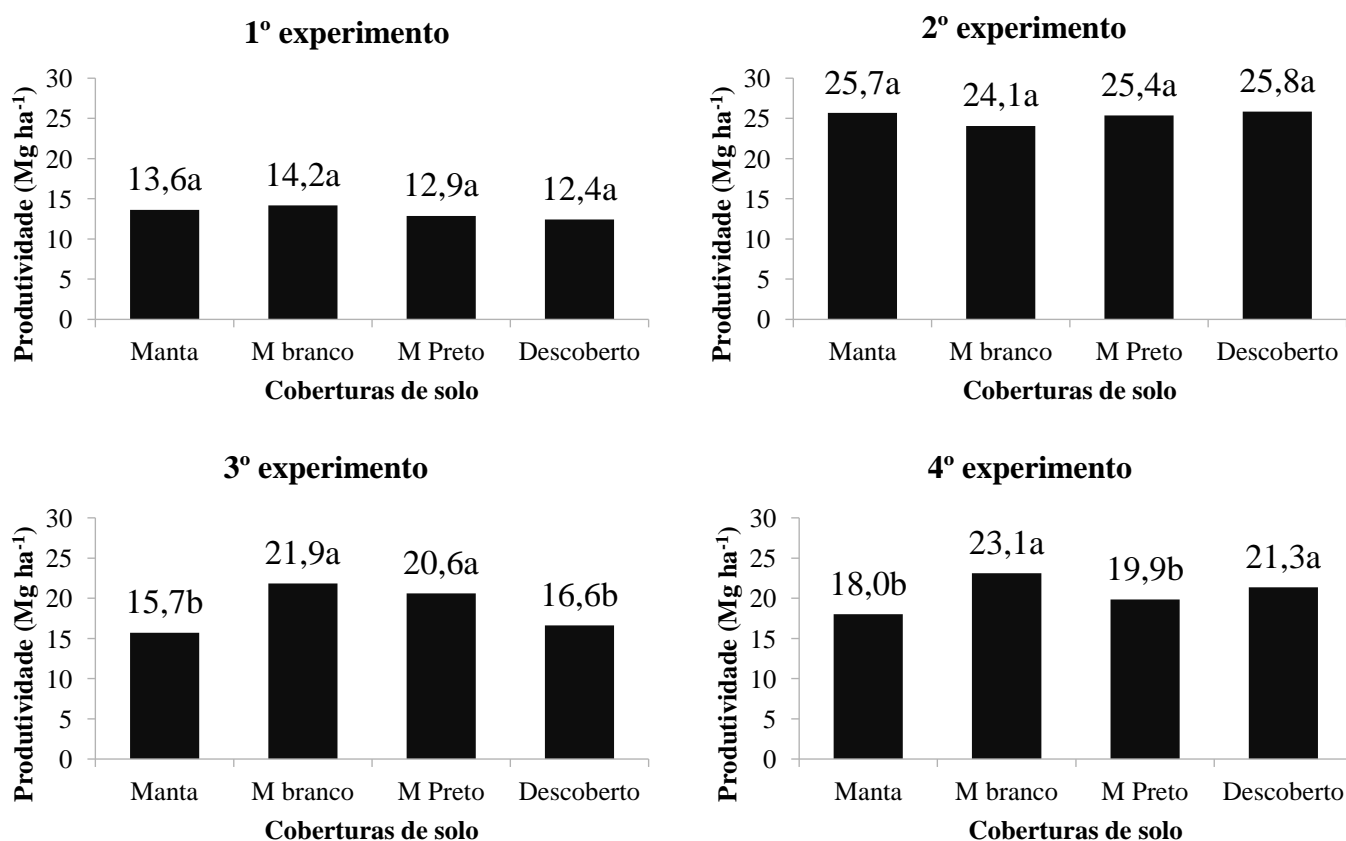 1º experimento
Produtividade (Mg ha-1)
30
25
20
15
10
5
0
13,6a 14,2a 12,9a 12,4a
Manta M branco M Preto Descoberto
Coberturas de solo
2º experimento
Produtividade (Mg ha-1)
30
25
20
15
10
5
0
25,7a 24,1a 25,4a 25,8a
Manta M branco M Preto Descoberto
Coberturas de solo
3º experimento
Produtividade (Mg ha-1)
30
25
20
15
10
5
0
15,7b 21,9a 20,6a 16,6b
Manta M branco M Preto Descoberto
Coberturas de solo
4º experimento
Produtividade (Mg ha-1)
30
25
20
15
10
5
0
18,0b 23,1a 19,9b 21,3a
Manta M branco M Preto Descoberto
Coberturas de solo